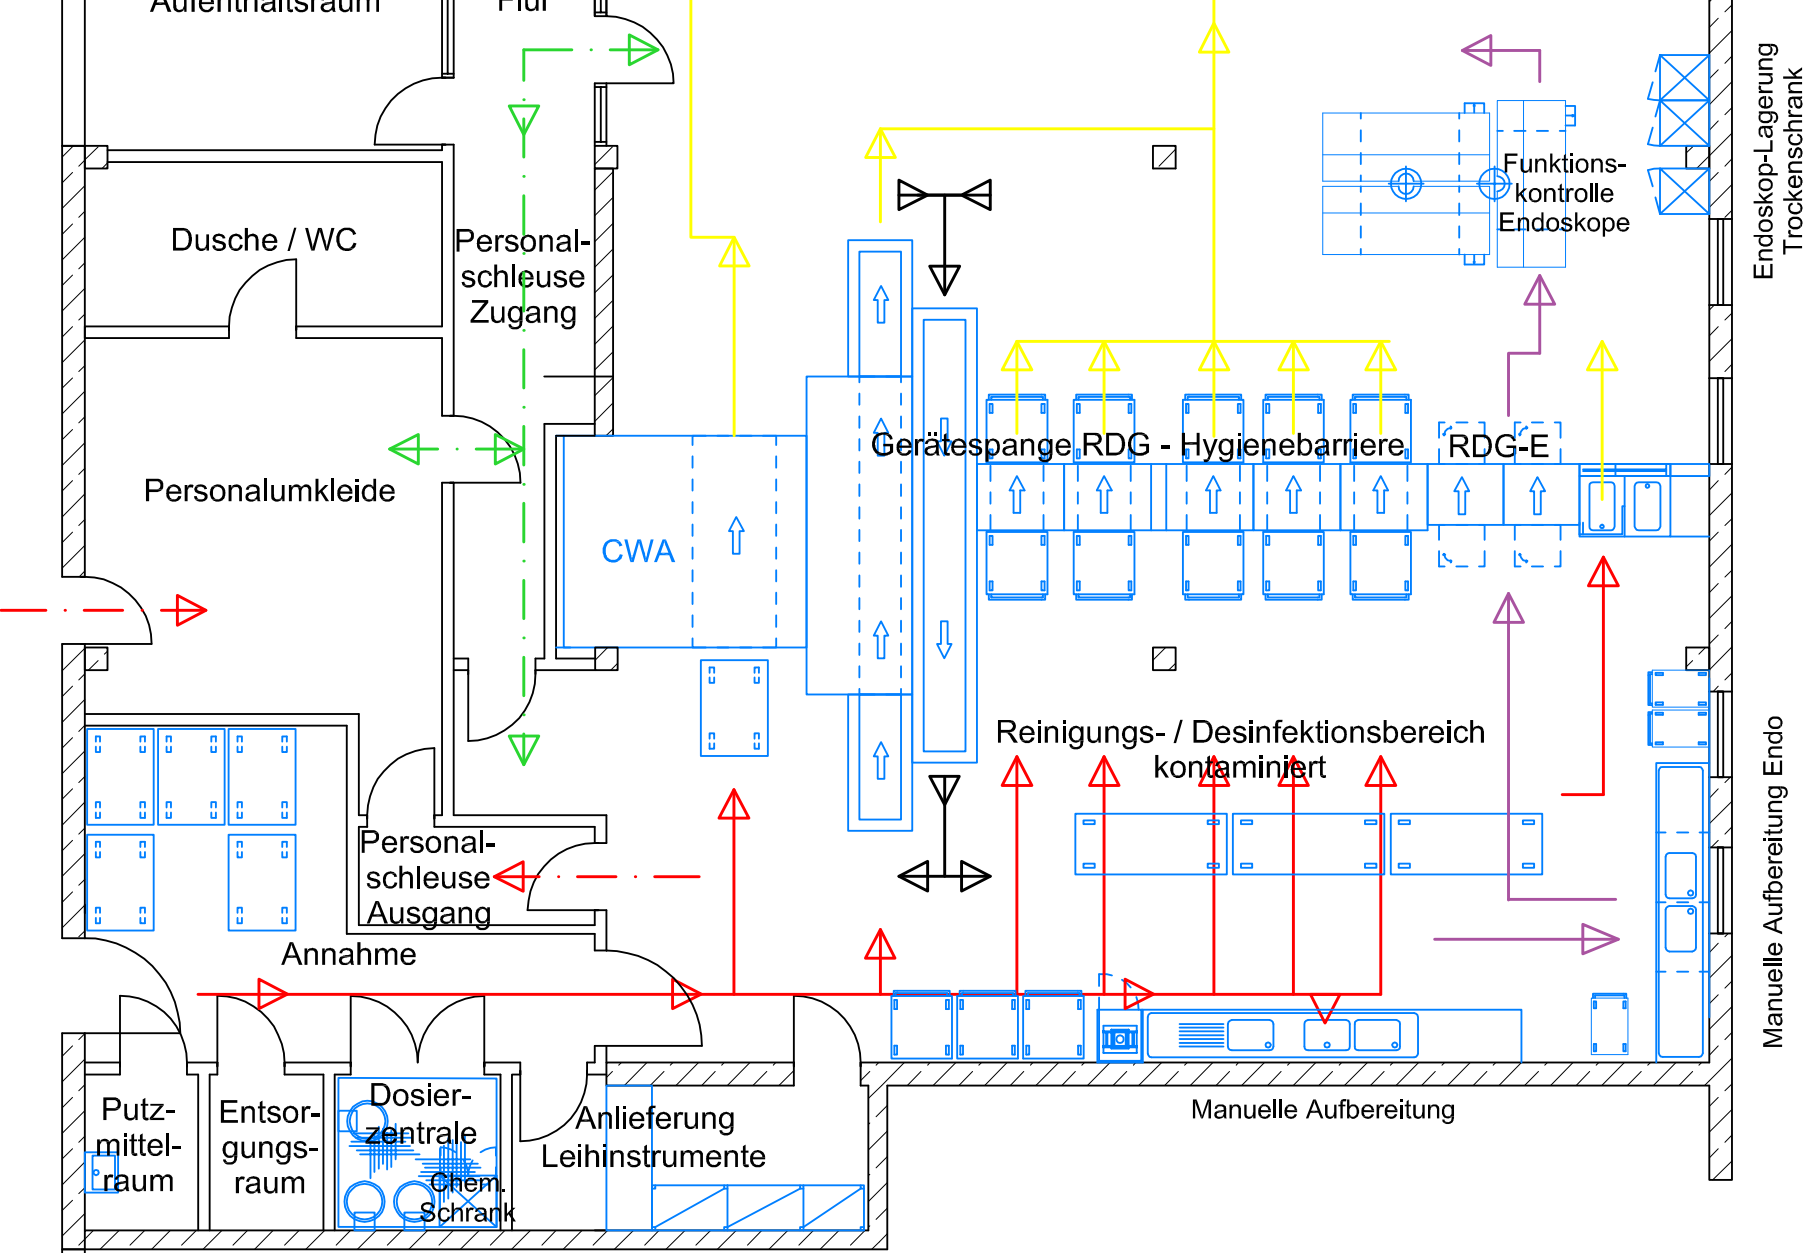 Aufenthaltsraum
Flur
Endoskop-Lagerung
Trockenschrank
Funktions-
kontrolle
Endoskope
Dusche / WC
Personal-
schleuse
Zugang
Gerätespange RDG - Hygienebarriere
RDG-E
Personalumkleide
CWA
Reinigungs- / Desinfektionsbereich
kontaminiert
Manuelle Aufbereitung Endo
Personal-
schleuse
Ausgang
Annahme
Putz-
mittel-
raum
Entsor-
gungs-
raum
Dosier-
zentrale
Chem.
Schrank
Anlieferung
Leihinstrumente
Manuelle Aufbereitung